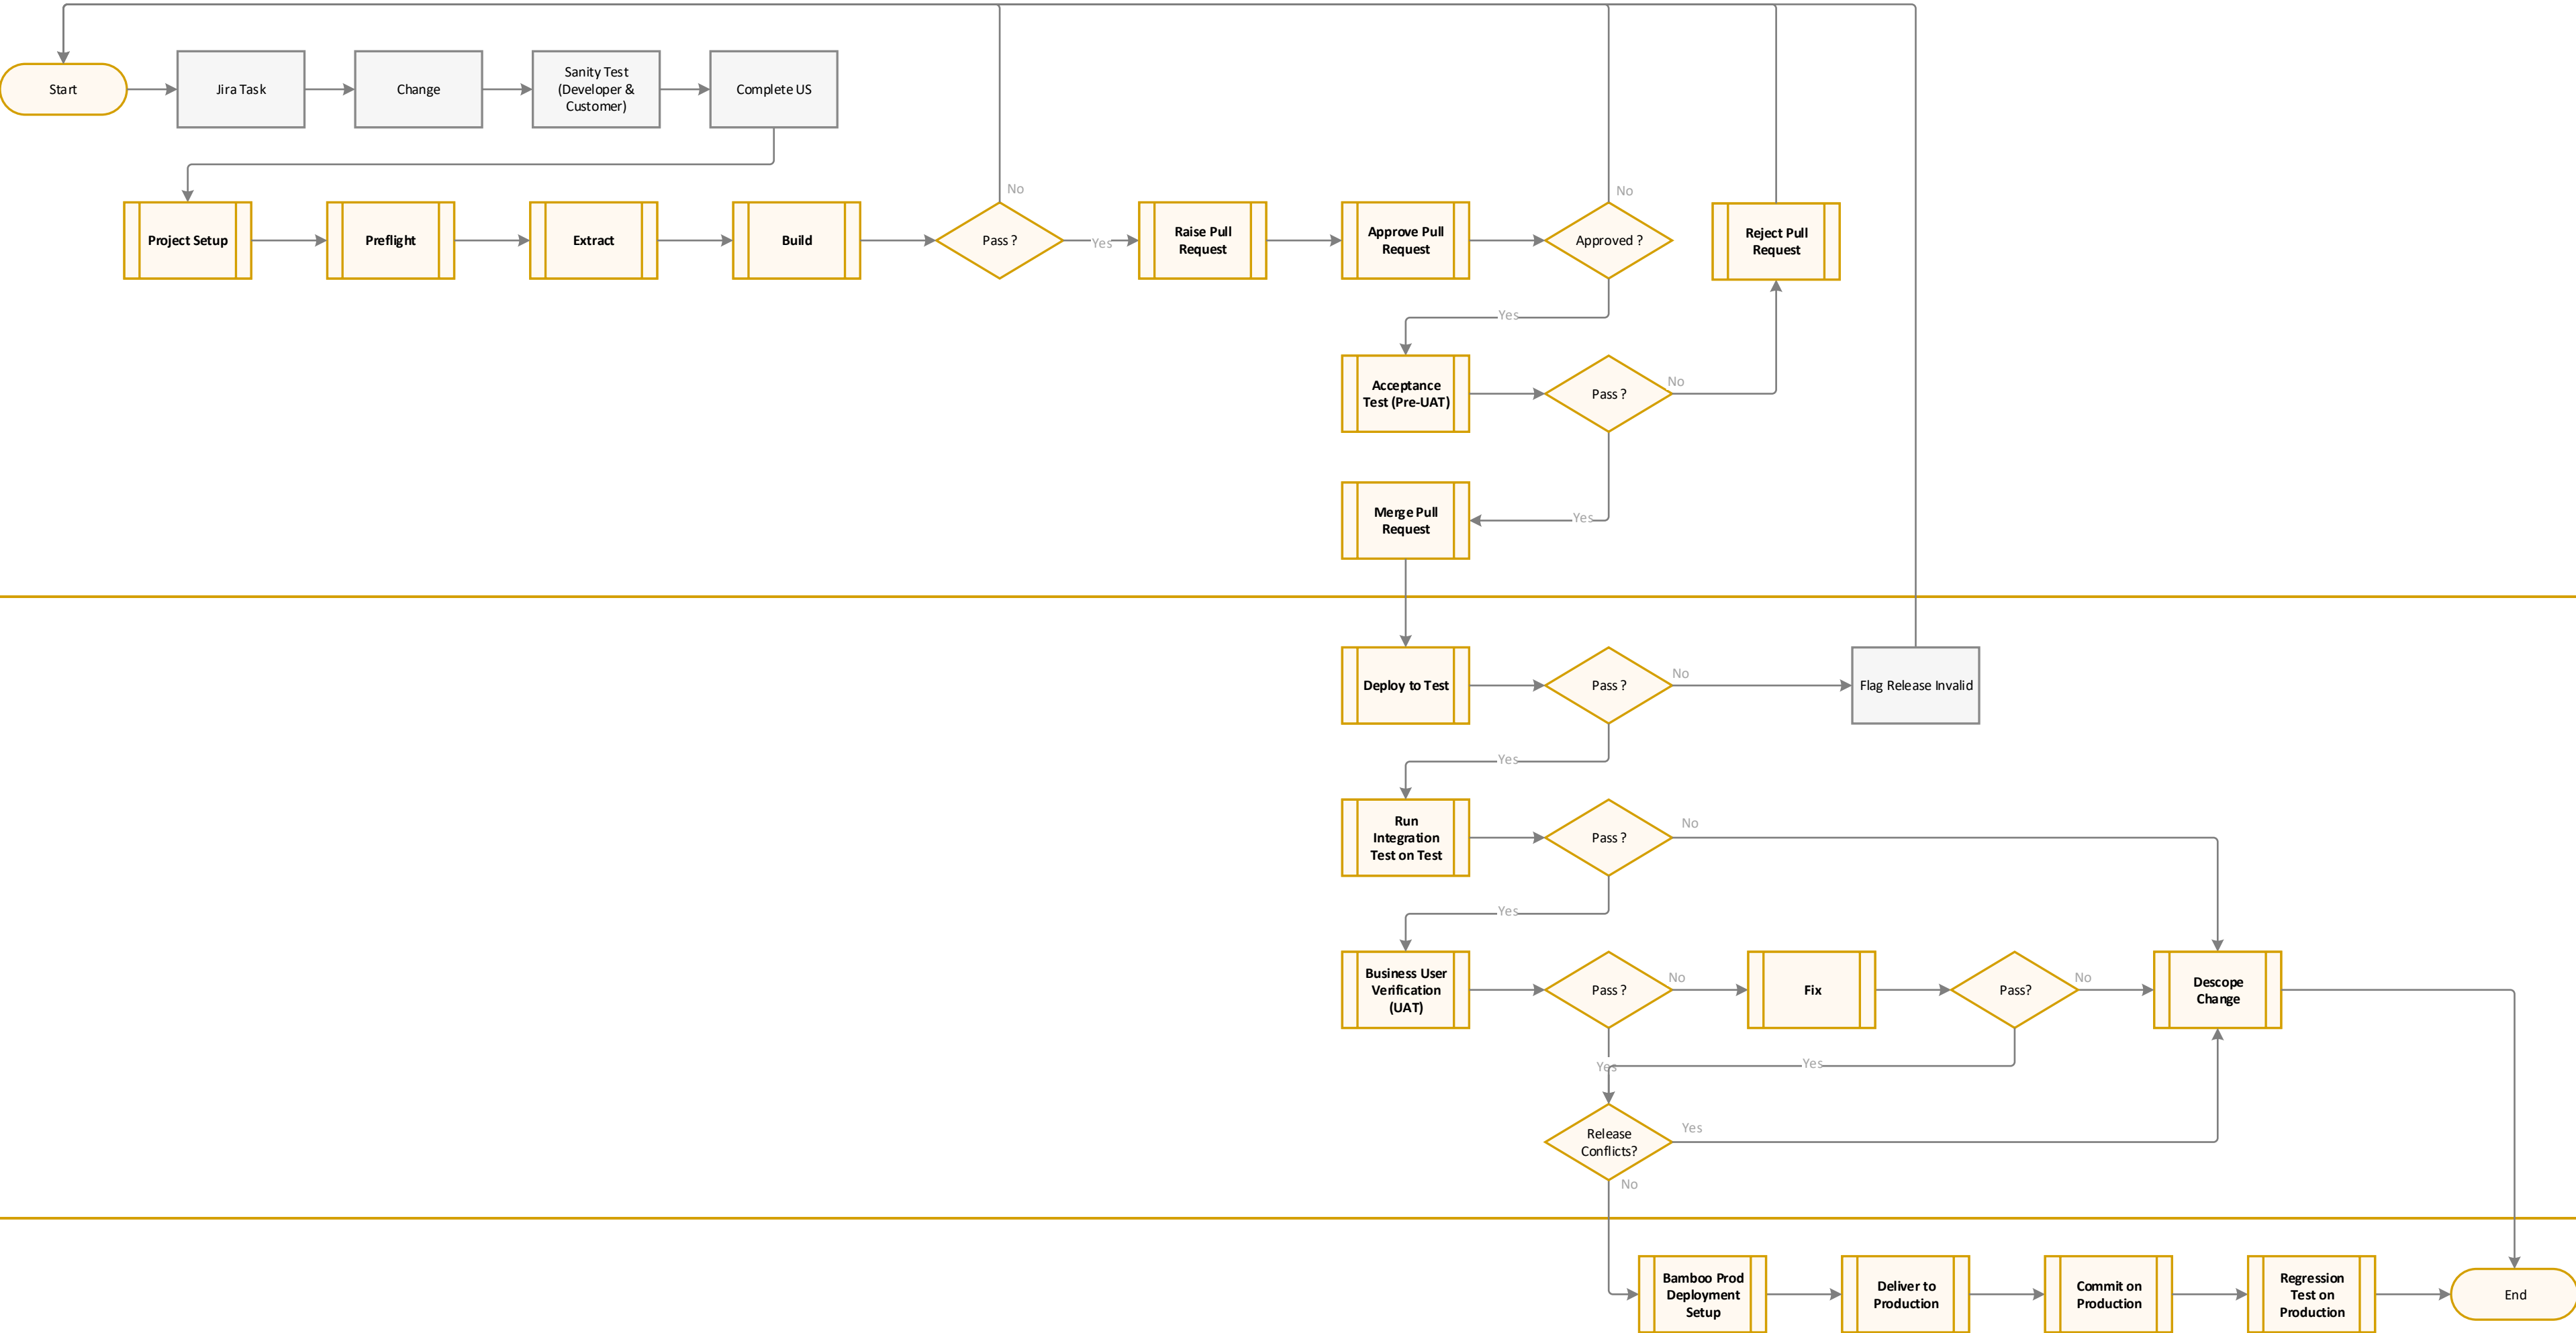 Start
Jira Task
Change
Sanity Test
(Developer &
Customer)
Complete US
No
No
Project Setup
Preflight
Extract
Build
Pass ?
Yes
Raise Pull
Request
Approve Pull
Request
Approved ?
Reject Pull
Request
Yes
Acceptance
Test (Pre-UAT)
Pass ?
No
Merge Pull
Request
Yes
Deploy to Test
Pass ?
No
Flag Release Invalid
Yes
Run
Integration
Test on Test
Pass ?
No
Yes
Business User
Verification
(UAT)
Pass ?
No
Fix
Pass?
No
Descope
Change
Yes
Yes
Release
Conflicts?
Yes
No
Bamboo Prod
Deployment
Setup
Deliver to
Production
Commit on
Production
Regression
Test on
Production
End